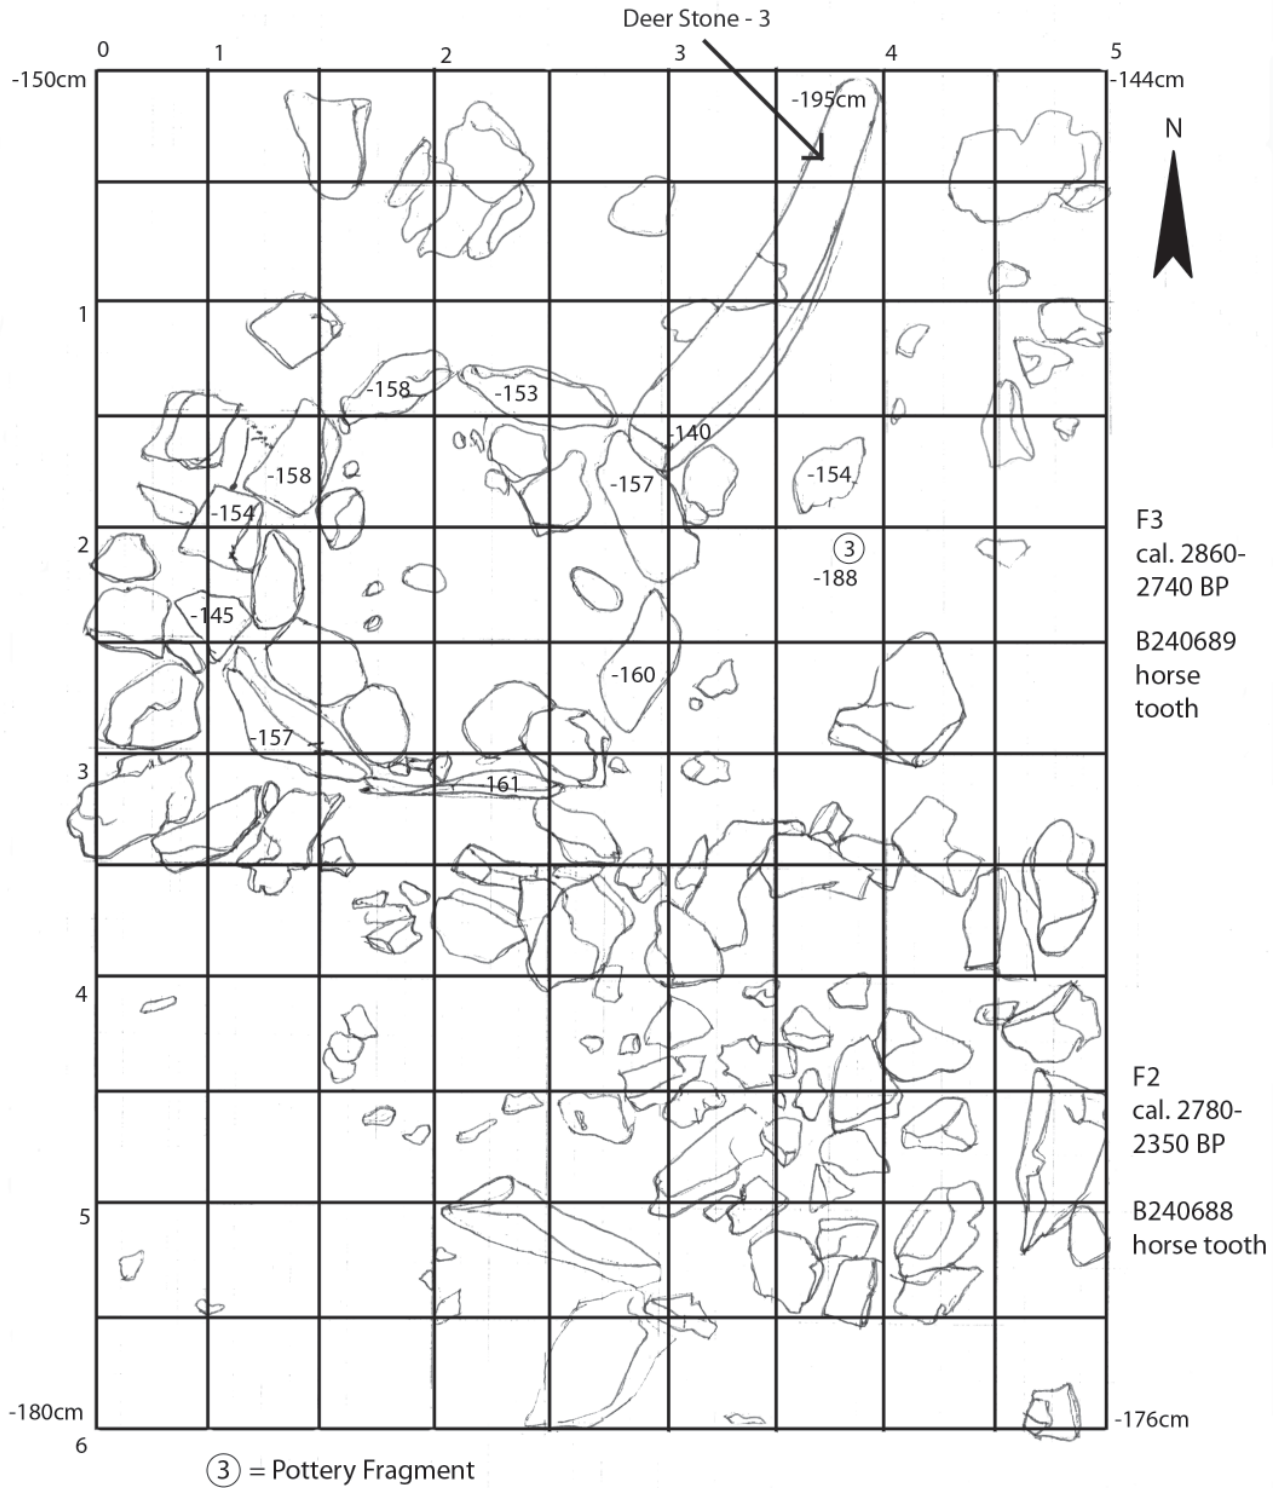 Deer Stone - 3
0 1 2 3 4 5
-150cm
-144cm
-195cm
N
1
-158
-153
-140
-158
-157
-154
-154
F3
2
3
cal. 2860-
-188
2740 BP
-145
B240689
-160
horse
tooth
-157
3
161
4
F2
cal. 2780-
2350 BP
5
B240688
horse tooth
-180cm
-176cm
6
3 = Pottery Fragment